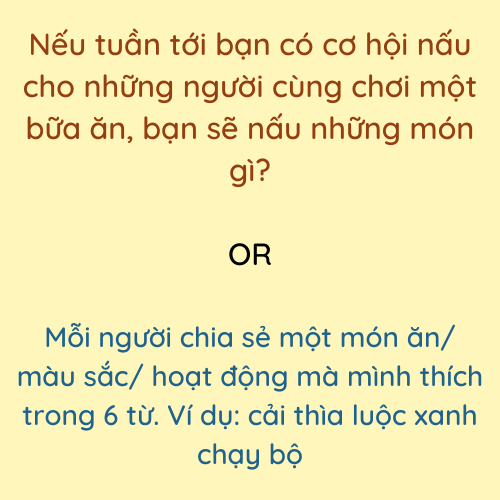 Nếu tuần tới bạn có cơ hội nấu
cho những người cùng chơi một
bữa ăn, bạn sẽ nấu những món
gì?
OR
Mỗi người chia sẻ một món ăn/
màu sắc/ hoạt động mà mình thích
trong 6 từ. Ví dụ: cải thìa luộc xanh
chạy bộ